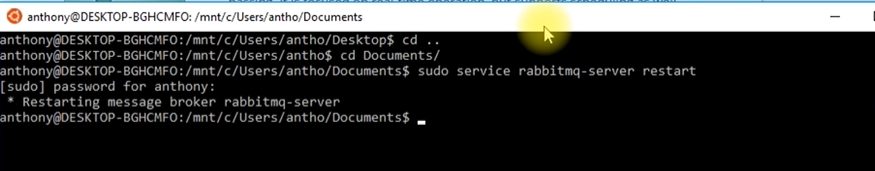 anthony@DESKTOP-BGHCMFO: /mnt/c/Users/antho/Documents
anthony@DESKTOP-BGHCMFO:/mnt/c/Users/antho/Desktop$ cd ..
anthony@DESKTOP-BGHCMFO:/mnt/c/Users/antho$ cd Documents/
anthony@DESKTOP-BGHCMFO:/mnt/c/Users/antho/Documents$ sudo service rabbitmq-server restart
[sudo] password for anthony:
 * Restarting message broker rabbitmq-server
anthony@DESKTOP-BGHCMFO:/mnt/c/Users/antho/Documents$